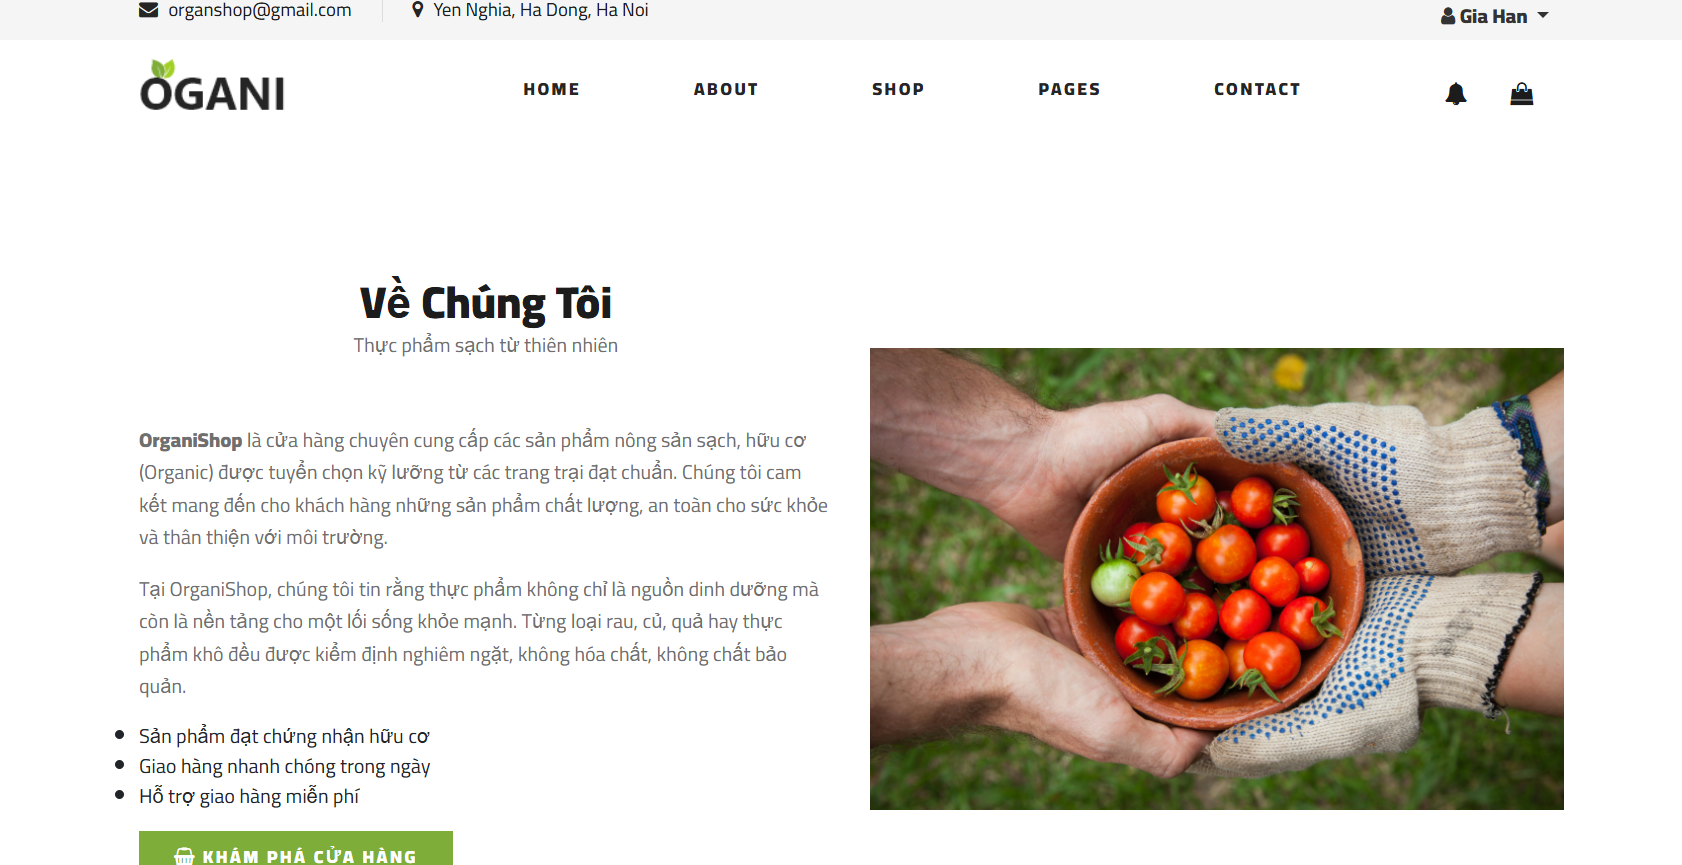 organshop@gmail.com
Yen Nghia, Ha Dong, Ha Noi
Gia Han
OGANI
HOME
ABOUT
SHOP
PAGES
CONTACT
Về Chúng Tôi
Thực phẩm sạch từ thiên nhiên
OrganiShop là cửa hàng chuyên cung cấp các sản phẩm nông sản sạch, hữu cơ
(Organic) được tuyển chọn kỹ lưỡng từ các trang trại đạt chuẩn. Chúng tôi cam
kết mang đến cho khách hàng những sản phẩm chất lượng, an toàn cho sức khỏe
và thân thiện với môi trường.
Tại OrganiShop, chúng tôi tin rằng thực phẩm không chỉ là nguồn dinh dưỡng mà
còn là nền tảng cho một lối sống khỏe mạnh. Từng loại rau, củ, quả hay thực
phẩm khô đều được kiểm định nghiêm ngặt, không hóa chất, không chất bảo
quản.
Sản phẩm đạt chứng nhận hữu cơ
Giao hàng nhanh chóng trong ngày
Hỗ trợ giao hàng miễn phí
KHÁM PHÁ CỬA HÀNG